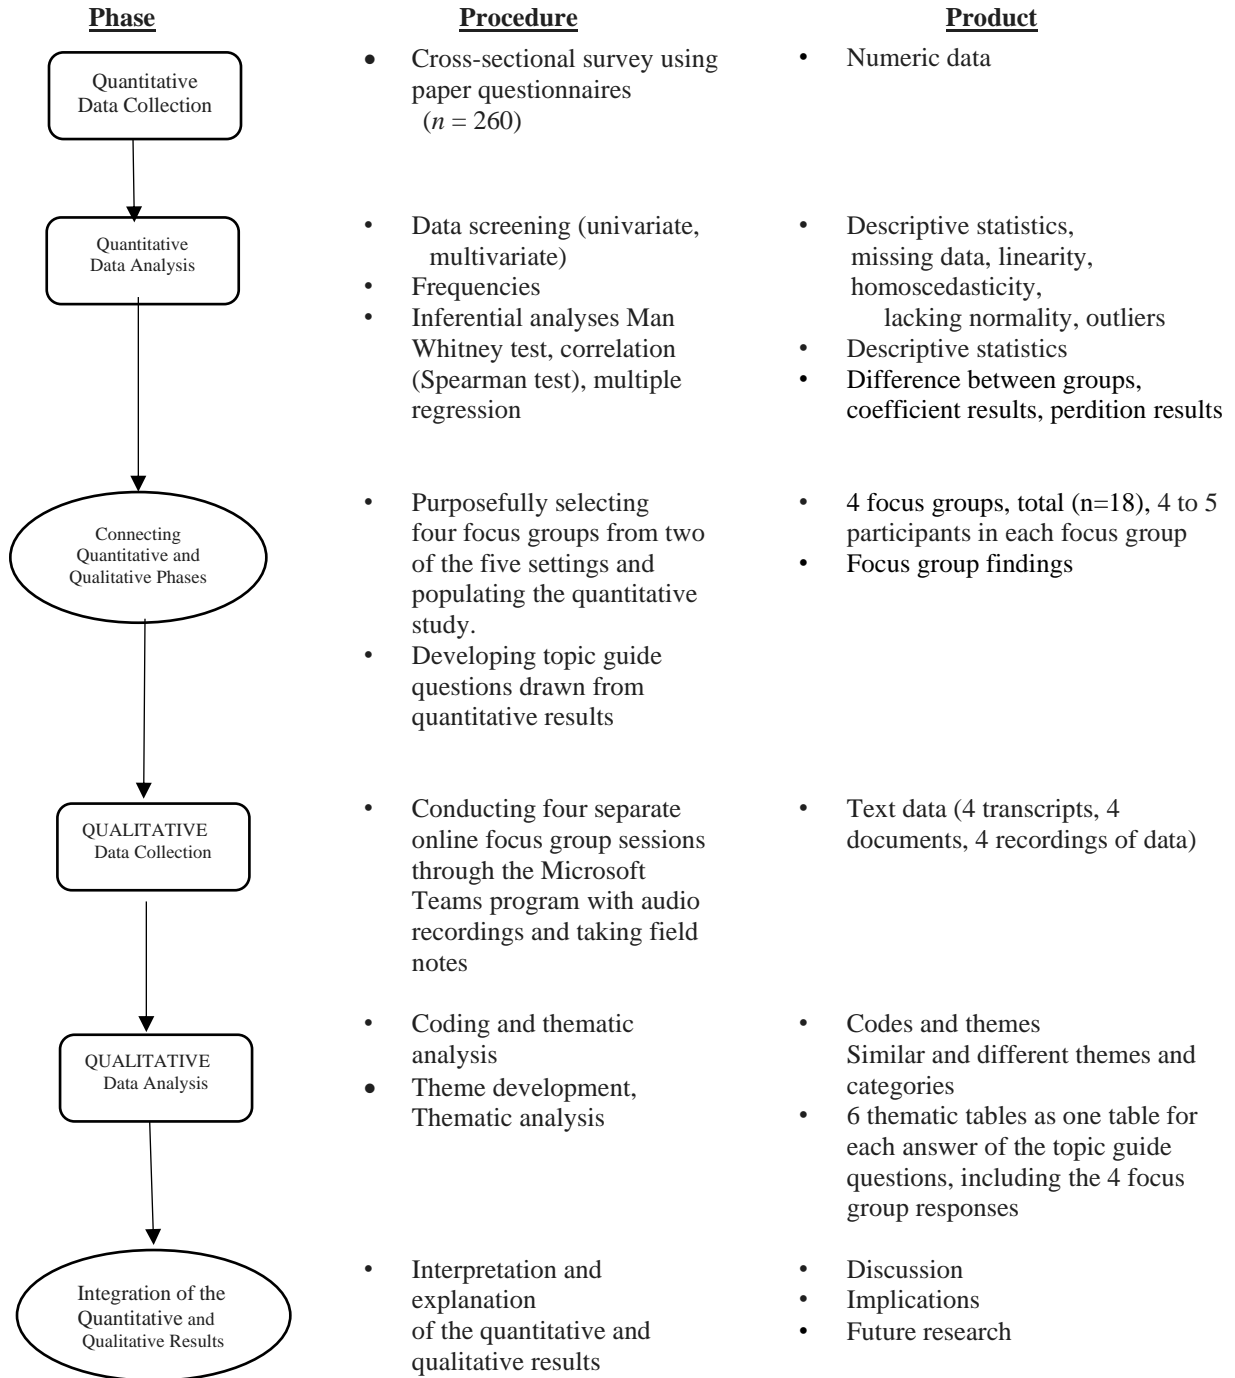 Phase Procedure Product
Quantitative
Data Collection
• Cross-sectional survey using
paper questionnaires
(n = 260)
• Numeric data
Quantitative
Data Analysis
• Data screening (univariate,
multivariate)
• Frequencies
• Inferential analyses Man
Whitney test, correlation
(Spearman test), multiple
regression
• Descriptive statistics,
missing data, linearity,
homoscedasticity,
lacking normality, outliers
• Descriptive statistics
• Difference between groups,
coefficient results, perdition results
Connecting
Quantitative and
Qualitative Phases
• Purposefully selecting
four focus groups from two
of the five settings and
populating the quantitative
study.
• Developing topic guide
questions drawn from
quantitative results
• 4 focus groups, total (n=18), 4 to 5
participants in each focus group
• Focus group findings
QUALITATIVE
Data Collection
• Conducting four separate
online focus group sessions
through the Microsoft
Teams program with audio
recordings and taking field
notes
• Text data (4 transcripts, 4
documents, 4 recordings of data)
QUALITATIVE
Data Analysis
• Coding and thematic
analysis
• Theme development,
Thematic analysis
• Codes and themes
Similar and different themes and
categories
• 6 thematic tables as one table for
each answer of the topic guide
questions, including the 4 focus
group responses
Integration of the
Quantitative and
Qualitative Results
• Interpretation and
explanation
of the quantitative and
qualitative results
• Discussion
• Implications
• Future research